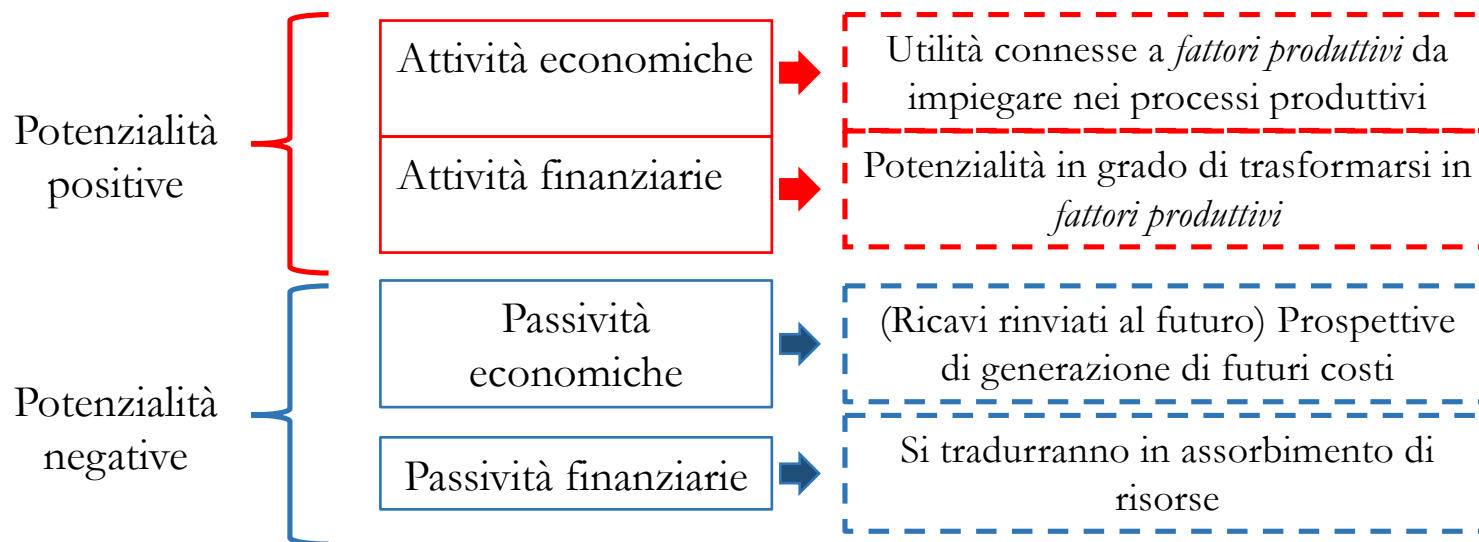 Potenzialità
positive
Attività economiche
Utilità connesse a fattori produttivi da
impiegare nei processi produttivi
Attività finanziarie
Potenzialità in grado di trasformarsi in
fattori produttivi
Potenzialità
negative
Passività
economiche
(Ricavi rinviati al futuro) Prospettive
di generazione di futuri costi
Passività finanziarie
Si tradurranno in assorbimento di
risorse